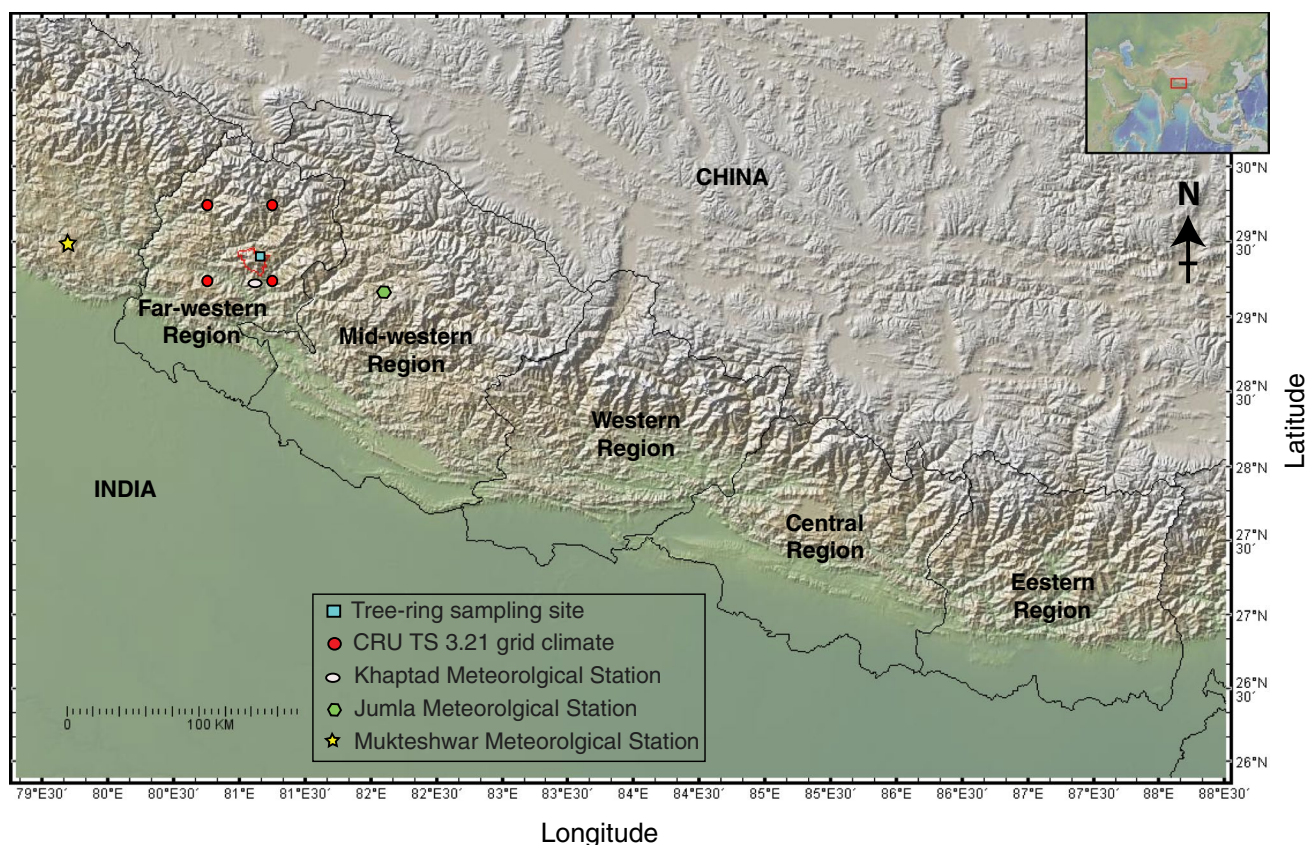 CHINA
N
Far-western
Region
Mid-western
Region
Western
Region
INDIA
Central
Region
Eestern
Region
Tree-ring sampling site
CRU TS 3.21 grid climate
Khaptad Meteorolgical Station
Jumla Meteorolgical Station
Mukteshwar Meteorolgical Station
0 100 KM
30°N
29°N
30´
29°N
28°N
30´
28°N
27°N
30´
27°N
26°N
30´
26°N
Latitude
79°E30´ 80°E 80°E30´ 81°E 81°E30´ 82°E 82°E30´ 83°E 83°E30´ 84°E 84°E30´ 85°E 85°E30´ 86°E 86°E30´ 87°E 87°E30´ 88°E 88°E30´
Longitude